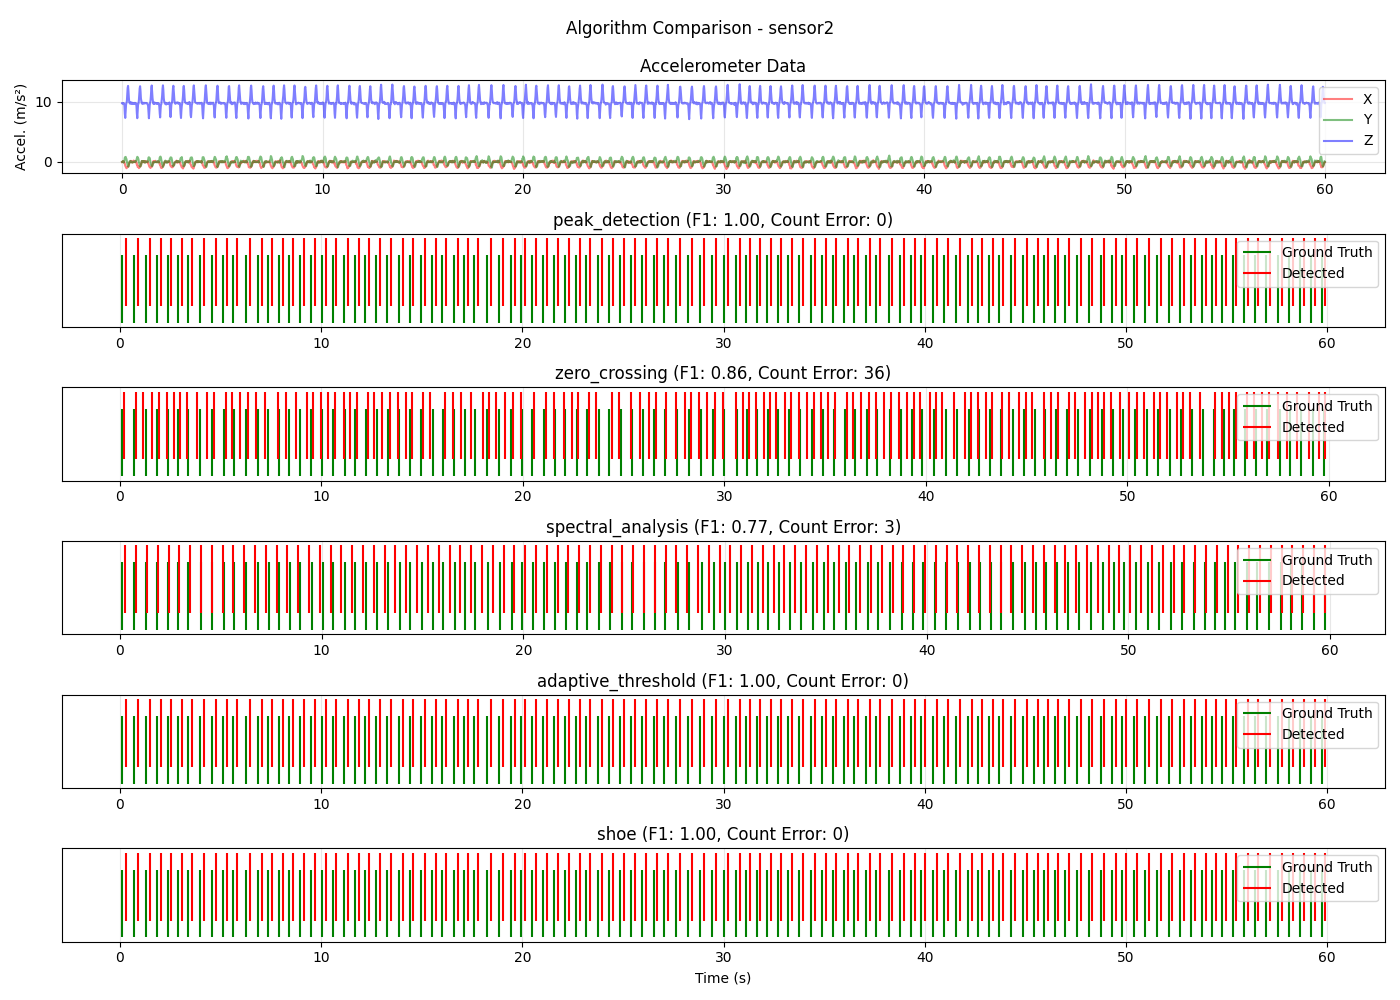 Algorithm Comparison - sensor2
Accelerometer Data
Accel. (m/s²)
10
0
X
Y
Z
0 10 20 30 40 50 60
peak_detection (F1: 1.00, Count Error: 0)
Ground Truth
Detected
0 10 20 30 40 50 60
zero_crossing (F1: 0.86, Count Error: 36)
Ground Truth
Detected
0 10 20 30 40 50 60
spectral_analysis (F1: 0.77, Count Error: 3)
Ground Truth
Detected
0 10 20 30 40 50 60
adaptive_threshold (F1: 1.00, Count Error: 0)
Ground Truth
Detected
0 10 20 30 40 50 60
shoe (F1: 1.00, Count Error: 0)
Ground Truth
Detected
0 10 20 30 40 50 60
Time (s)